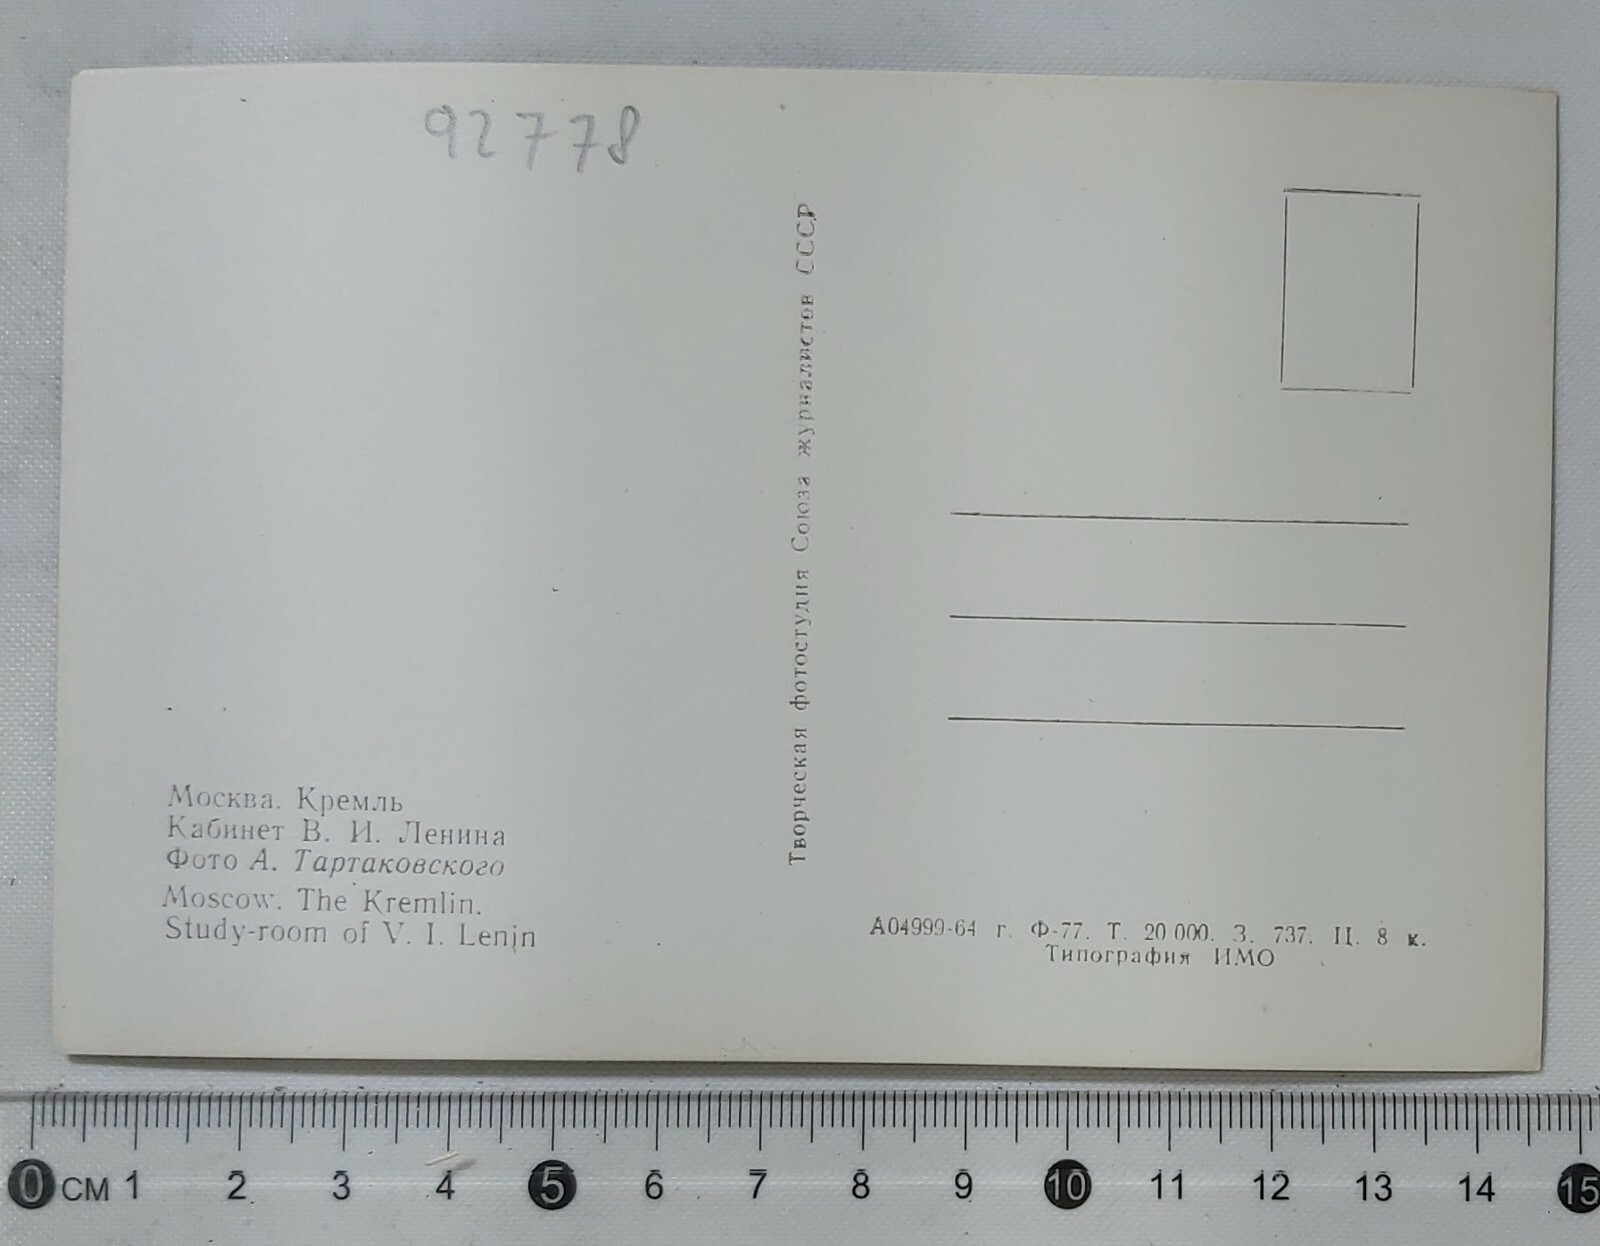 92778
Творческая фотостудия Союза журналистов СССР
Москва. Кремль
Кабинет В. И. Ленина
Фото А. Тартаковского
Moscow. The Kremlin.
Study-room of V. I. Lenin
А04999-64 г. Ф-77. Т. 20 000. З. 737. Ц. 8 к.
Типография ИМО
0 CM 1 2 3 4 5 6 7 8 9 10 11 12 13 14 15